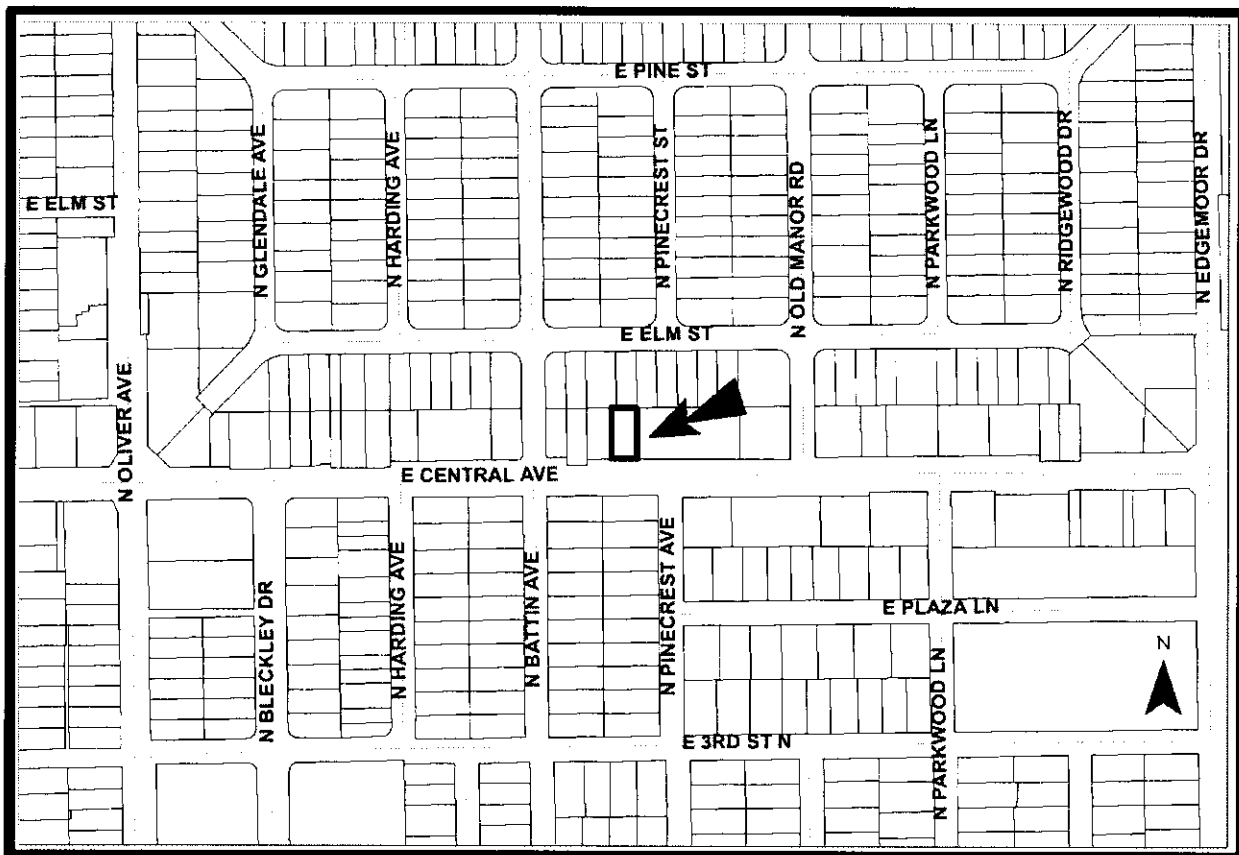 E PINE ST
N GLENDALE AVE
N HARDING AVE
N PINECREST ST
N OLD MANOR RD
N PARKWOOD LN
N RIDGEWOOD DR
N EDGEMOOR DR
E ELM ST
E ELM ST
N OLIVER AVE
E CENTRAL AVE
N BLECKLEY DR
N HARDING AVE
N BATTIN AVE
N PINECREST AVE
E PLAZA LN
N PARKWOOD LN
N
E 3RD ST N